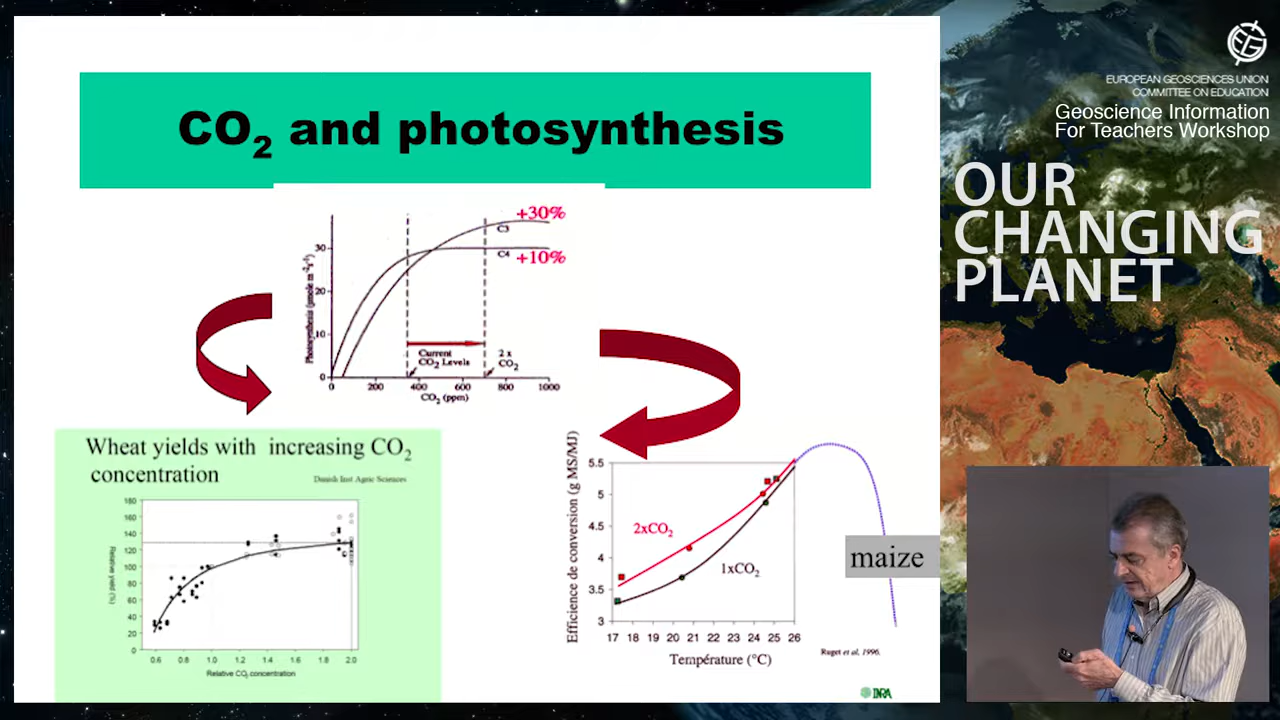 CO2 and photosynthesis
+30%
C3
C4
+10%
Photosynthesis (µmole m-2 s-1)
30
20
10
0
Current
CO2 Levels
2 x
CO2
0 200 400 600 800 1000
CO2 (ppm)
Wheat yields with increasing CO2
concentration
Danish Inst Agric Sciences
Relative yield (%)
180
160
140
120
100
80
60
40
20
0
0.6 0.8 1.0 1.2 1.4 1.6 1.8 2.0
Relative CO2 concentration
Efficience de conversion (g MS/MJ)
5.5
5
4.5
4
3.5
3
2xCO2
1xCO2
17 18 19 20 21 22 23 24 25 26
Température (°C)
maize
Ruget et al, 1996.
INRA
EGU
EUROPEAN GEOSCIENCES UNION
COMMITTEE ON EDUCATION
Geoscience Information
For Teachers Workshop
OUR
CHANGING
PLANET